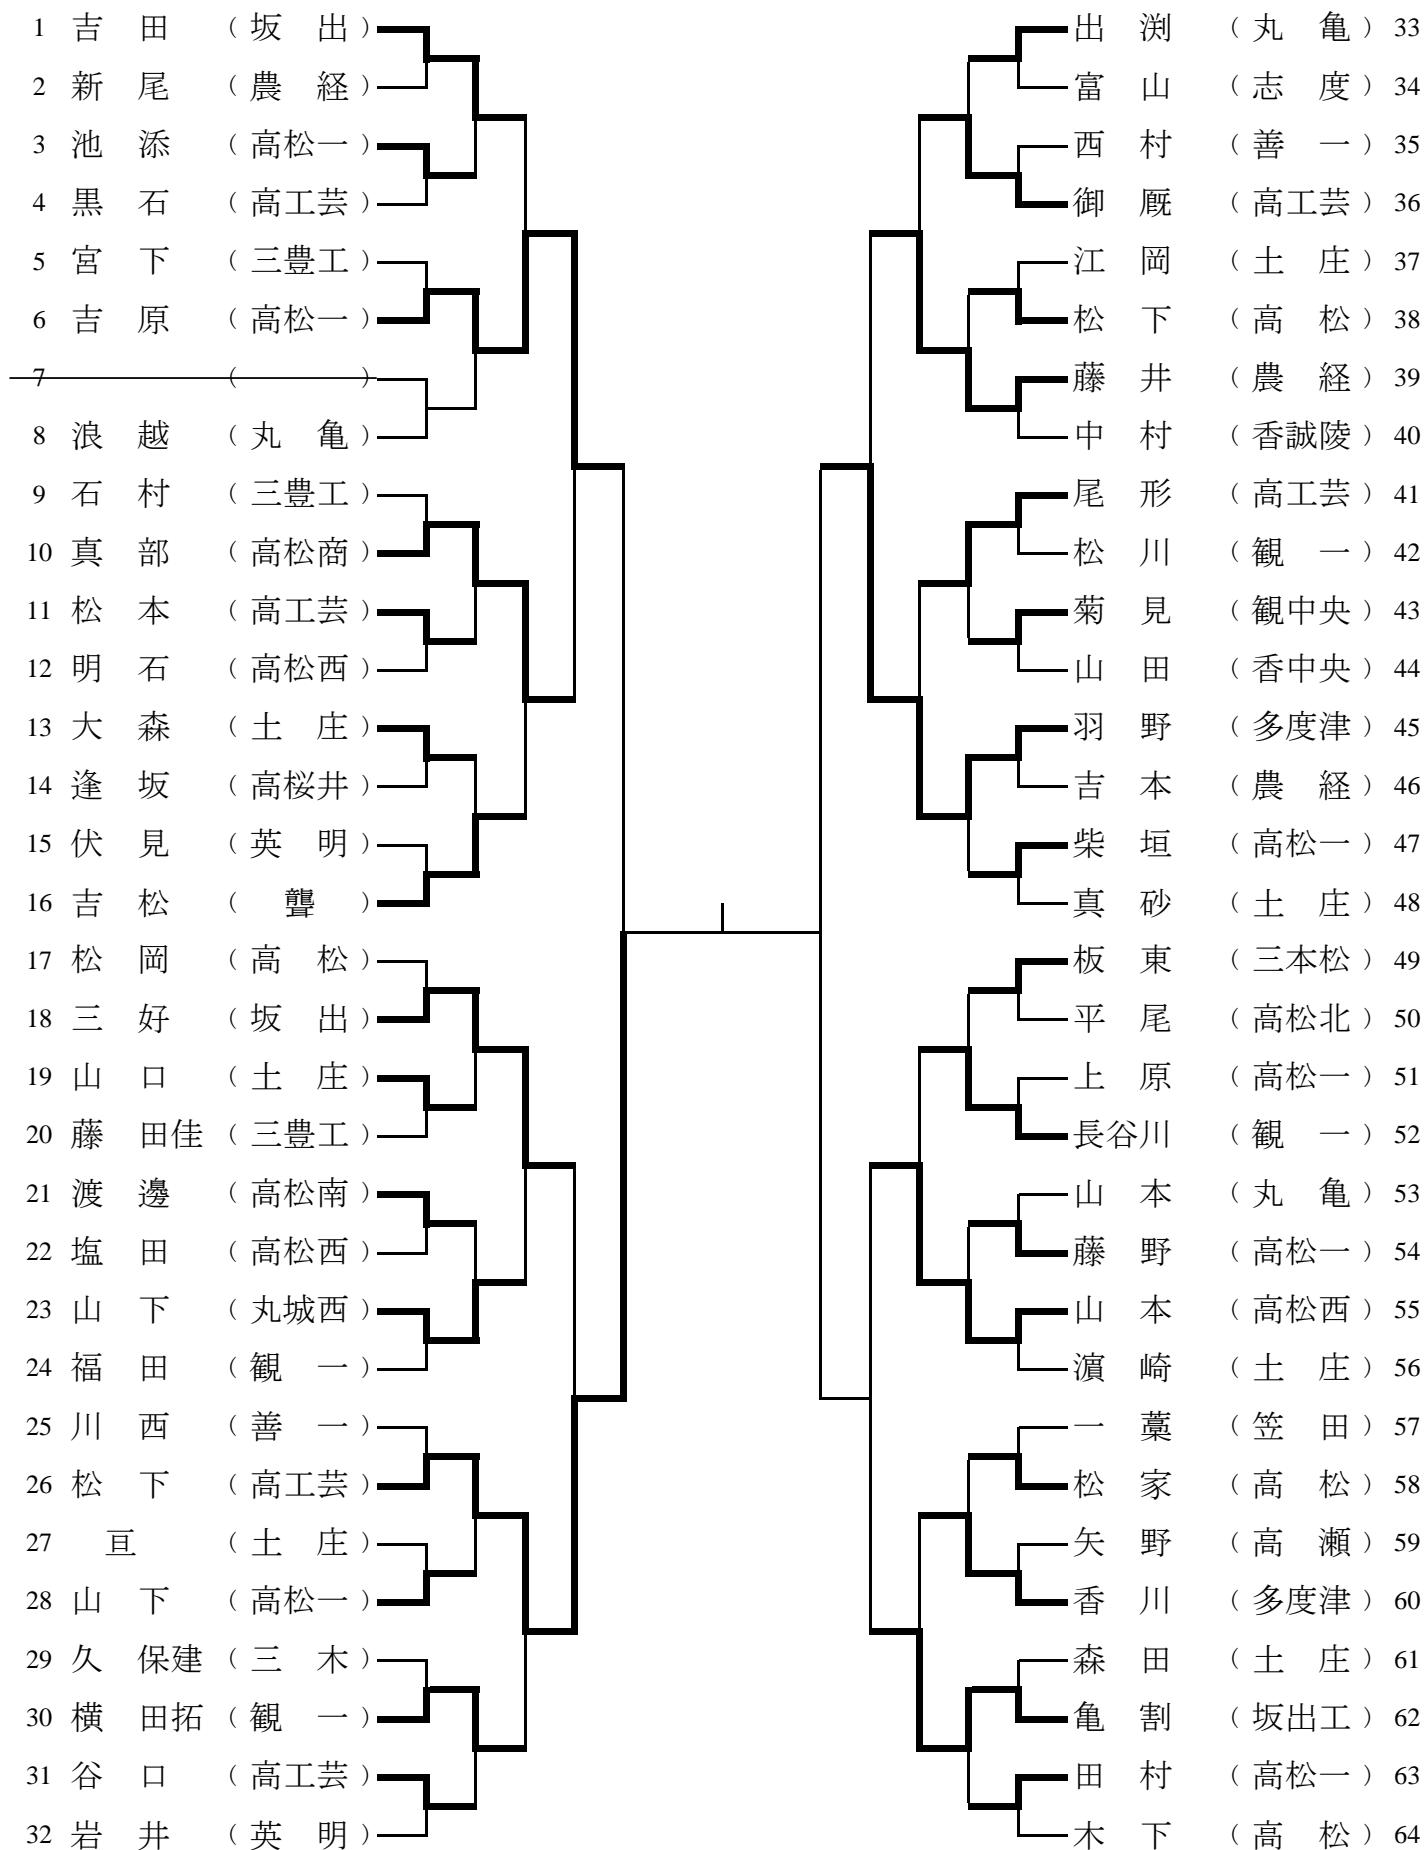 1 吉　田 （ 坂　出 ）
2 新　尾 （ 農　経 ）
3 池　添 （ 高松一 ）
4 黒　石 （ 高工芸 ）
5 宮　下 （ 三豊工 ）
6 吉　原 （ 高松一 ）
7 （　　　）
8 浪　越 （ 丸　亀 ）
9 石　村 （ 三豊工 ）
10 真　部 （ 高松商 ）
11 松　本 （ 高工芸 ）
12 明　石 （ 高松西 ）
13 大　森 （ 土　庄 ）
14 逢　坂 （ 高桜井 ）
15 伏　見 （ 英　明 ）
16 吉　松 （ 聾 ）
17 松　岡 （ 高　松 ）
18 三　好 （ 坂　出 ）
19 山　口 （ 土　庄 ）
20 藤　田佳 （ 三豊工 ）
21 渡　邊 （ 高松南 ）
22 塩　田 （ 高松西 ）
23 山　下 （ 丸城西 ）
24 福　田 （ 観　一 ）
25 川　西 （ 善　一 ）
26 松　下 （ 高工芸 ）
27 亘 （ 土　庄 ）
28 山　下 （ 高松一 ）
29 久　保建 （ 三　木 ）
30 横　田拓 （ 観　一 ）
31 谷　口 （ 高工芸 ）
32 岩　井 （ 英　明 ）
出　渕 （ 丸　亀 ） 33
富　山 （ 志　度 ） 34
西　村 （ 善　一 ） 35
御　厩 （ 高工芸 ） 36
江　岡 （ 土　庄 ） 37
松　下 （ 高　松 ） 38
藤　井 （ 農　経 ） 39
中　村 （ 香誠陵 ） 40
尾　形 （ 高工芸 ） 41
松　川 （ 観　一 ） 42
菊　見 （ 観中央 ） 43
山　田 （ 香中央 ） 44
羽　野 （ 多度津 ） 45
吉　本 （ 農　経 ） 46
柴　垣 （ 高松一 ） 47
真　砂 （ 土　庄 ） 48
板　東 （ 三本松 ） 49
平　尾 （ 高松北 ） 50
上　原 （ 高松一 ） 51
長谷川 （ 観　一 ） 52
山　本 （ 丸　亀 ） 53
藤　野 （ 高松一 ） 54
山　本 （ 高松西 ） 55
濵　崎 （ 土　庄 ） 56
一　藁 （ 笠　田 ） 57
松　家 （ 高　松 ） 58
矢　野 （ 高　瀬 ） 59
香　川 （ 多度津 ） 60
森　田 （ 土　庄 ） 61
亀　割 （ 坂出工 ） 62
田　村 （ 高松一 ） 63
木　下 （ 高　松 ） 64